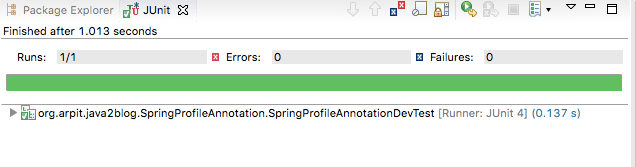 Package Explorer JUnit
Finished after 1.013 seconds
Runs: 1/1 Errors: 0 Failures: 0
org.arpit.java2blog.SpringProfileAnnotation.SpringProfileAnnotationDevTest [Runner: JUnit 4] (0.137 s)